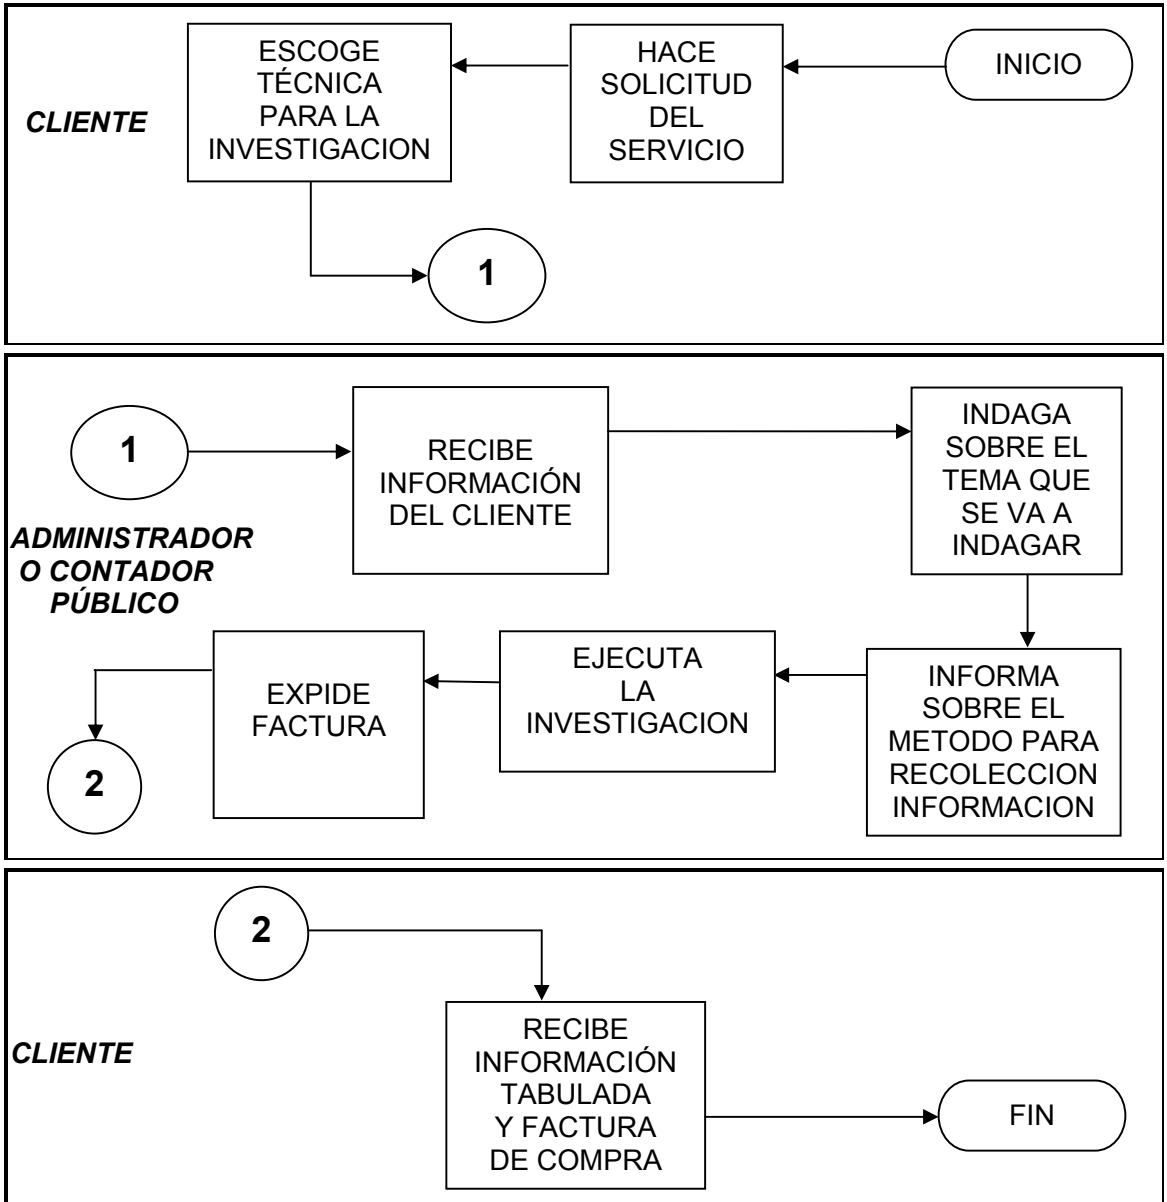 ESCOGE
TÉCNICA
PARA LA
INVESTIGACION
HACE
SOLICITUD
DEL
SERVICIO
INICIO
CLIENTE
1
1
RECIBE
INFORMACIÓN
DEL CLIENTE
INDAGA
SOBRE EL
TEMA QUE
SE VA A
INDAGAR
ADMINISTRADOR
O CONTADOR
PÚBLICO
EXPIDE
FACTURA
EJECUTA
LA
INVESTIGACION
INFORMA
SOBRE EL
METODO PARA
RECOLECCION
INFORMACION
2
2
CLIENTE
RECIBE
INFORMACIÓN
TABULADA
Y FACTURA
DE COMPRA
FIN